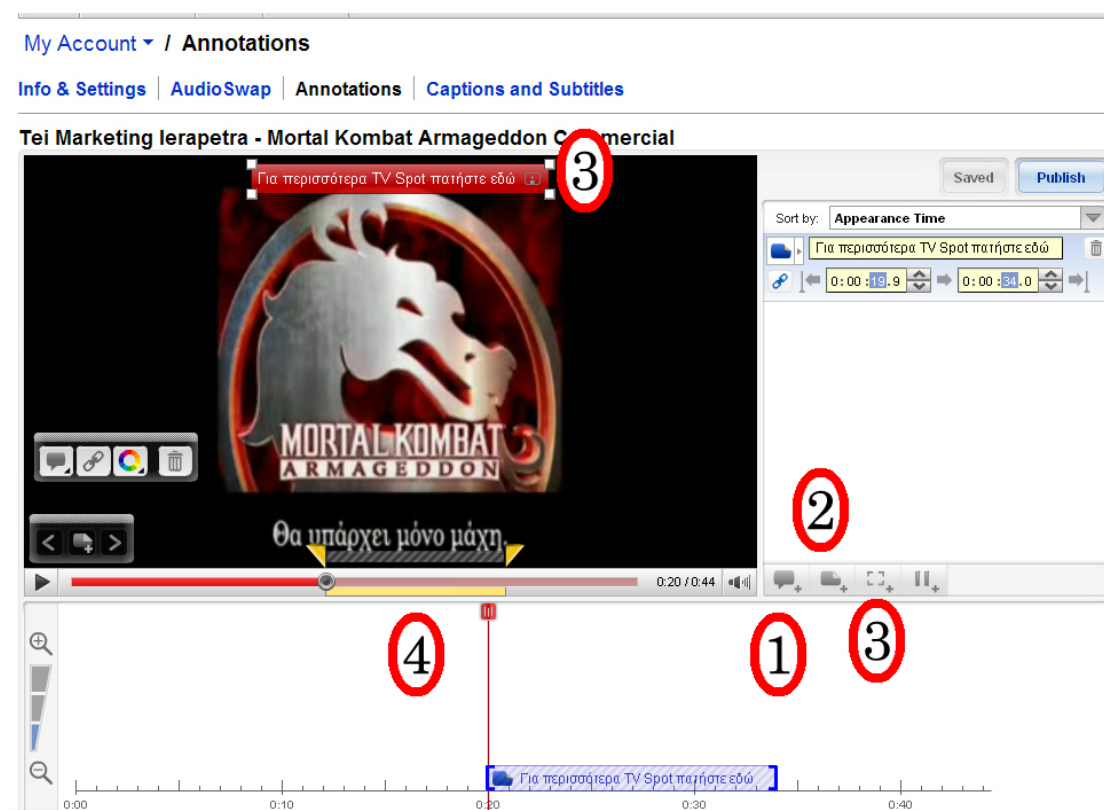 My Account / Annotations
Info & Settings AudioSwap Annotations Captions and Subtitles
Tei Marketing Ierapetra - Mortal Kombat Armageddon C mercial
Για περισσότερα TV Spot πατήστε εδώ
3
Saved Publish
Sort by: Appearance Time
Για περισσότερα TV Spot πατήστε εδώ
0:00:19.9 0:00:34.0
MORTAL KOMBAT
ARMAGEDDON
2
Θα υπάρχει μόνο μάχη.
0:20 / 0:44
4
1
3
Για περισσότερα TV Spot πατήστε εδώ
0:00 0:10 0:20 0:30 0:40